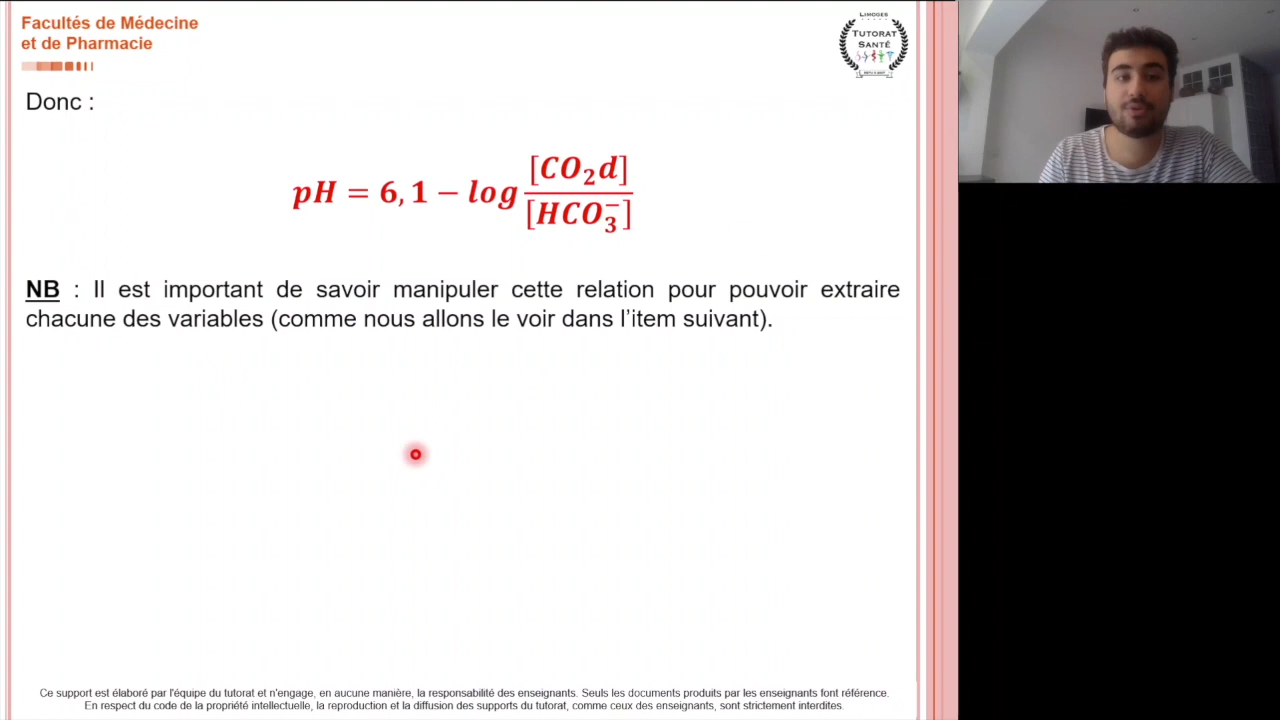 Facultés de Médecine
et de Pharmacie
LIMOGES
TUTORAT
SANTÉ
Donc :
pH = 6,1 − log [CO₂d] / [HCO₃⁻]
NB : Il est important de savoir manipuler cette relation pour pouvoir extraire
chacune des variables (comme nous allons le voir dans l'item suivant).
Ce support est élaboré par l'équipe du tutorat et n'engage, en aucune manière, la responsabilité des enseignants. Seuls les documents produits par les enseignants font référence.
En respect du code de la propriété intellectuelle, la reproduction et la diffusion des supports du tutorat, comme ceux des enseignants, sont strictement interdites.